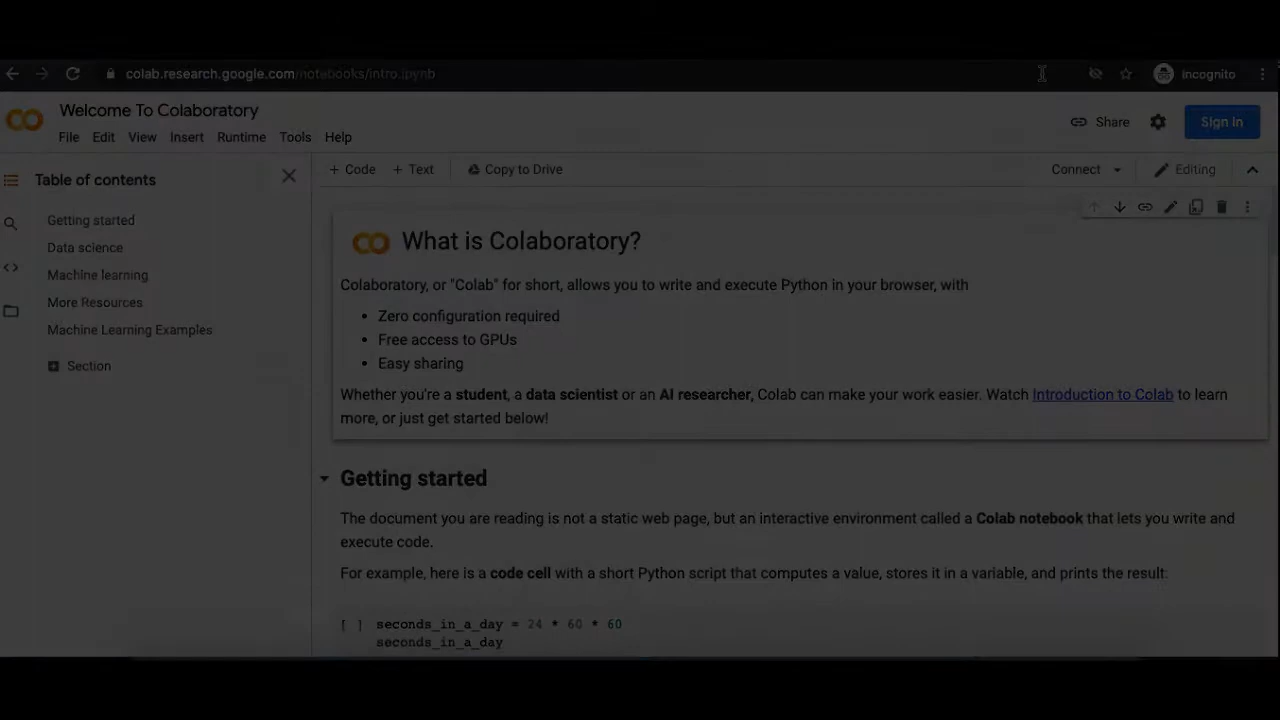 colab.research.google.com/notebooks/intro.ipynb
Incognito
Welcome To Colaboratory
File Edit View Insert Runtime Tools Help
Share
Sign in
Table of contents
+ Code + Text Copy to Drive
Connect
Editing
Getting started
Data science
Machine learning
More Resources
Machine Learning Examples
Section
What is Colaboratory?
Colaboratory, or "Colab" for short, allows you to write and execute Python in your browser, with
• Zero configuration required
• Free access to GPUs
• Easy sharing
Whether you're a student, a data scientist or an AI researcher, Colab can make your work easier. Watch Introduction to Colab to learn
more, or just get started below!
Getting started
The document you are reading is not a static web page, but an interactive environment called a Colab notebook that lets you write and
execute code.
For example, here is a code cell with a short Python script that computes a value, stores it in a variable, and prints the result:
[ ] seconds_in_a_day = 24 * 60 * 60
seconds_in_a_day